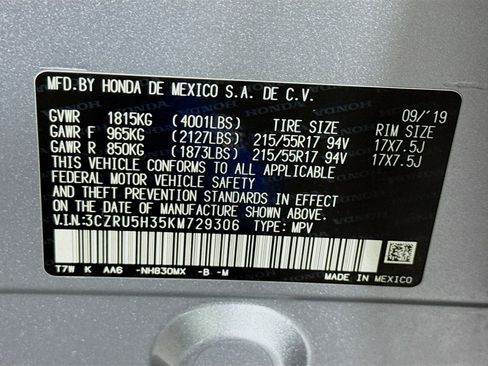 MFD.BY HONDA DE MEXICO S.A. DE C.V.
GVWR 1815KG (4001LBS) TIRE SIZE 09/'19 RIM SIZE
GAWR F 965KG (2127LBS) 215/55R17 94V 17X7.5J
GAWR R 850KG (1873LBS) 215/55R17 94V 17X7.5J
THIS VEHICLE CONFORMS TO ALL APPLICABLE
FEDERAL MOTOR VEHICLE SAFETY
AND THEFT PREVENTION STANDARDS IN EFFECT
ON THE DATE OF MANUFACTURE SHOWN ABOVE.
V.I.N:3CZRU5H35KM729306 TYPE: MPV
T7W K AA6 -NH830MX -B -M
MADE IN MEXICO